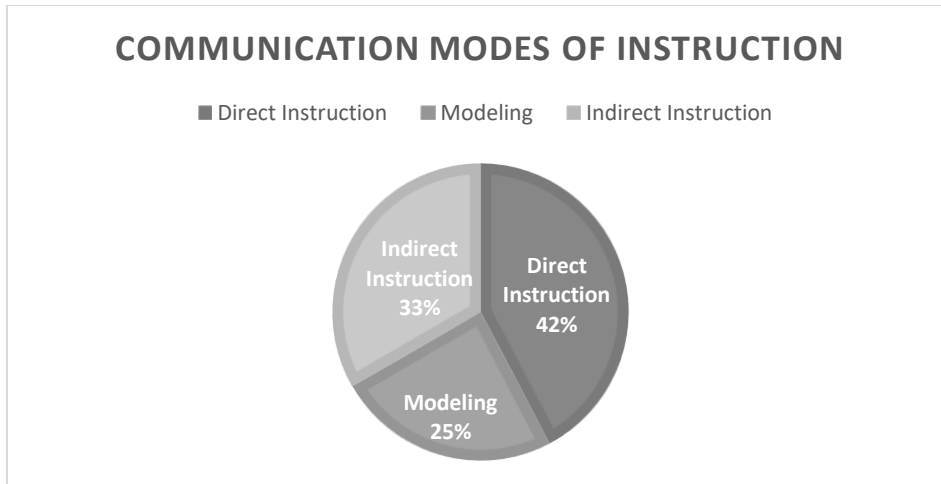 COMMUNICATION MODES OF INSTRUCTION
Direct Instruction Modeling Indirect Instruction
Indirect
Instruction
33%
Direct
Instruction
42%
Modeling
25%